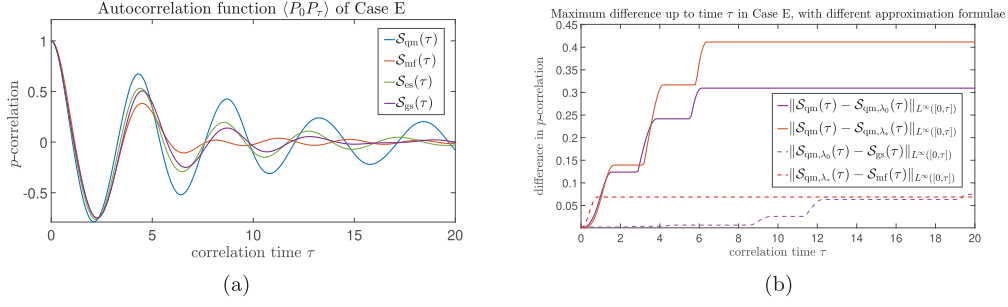 Autocorrelation function ⟨P₀P_τ⟩ of Case E
p-correlation
1
0.5
0
-0.5
0 5 10 15 20
correlation time τ
S_qm(τ)
S_mf(τ)
S_es(τ)
S_gs(τ)
(a)
Maximum difference up to time τ in Case E, with different approximation formulae
difference in p-correlation
0.45
0.4
0.35
0.3
0.25
0.2
0.15
0.1
0.05
0 2 4 6 8 10 12 14 16 18 20
correlation time τ
‖S_qm(τ) − S_qm,λ₀(τ)‖_L∞([0,τ])
‖S_qm(τ) − S_qm,λ*(τ)‖_L∞([0,τ])
‖S_qm,λ₀(τ) − S_gs(τ)‖_L∞([0,τ])
‖S_qm,λ*(τ) − S_mf(τ)‖_L∞([0,τ])
(b)